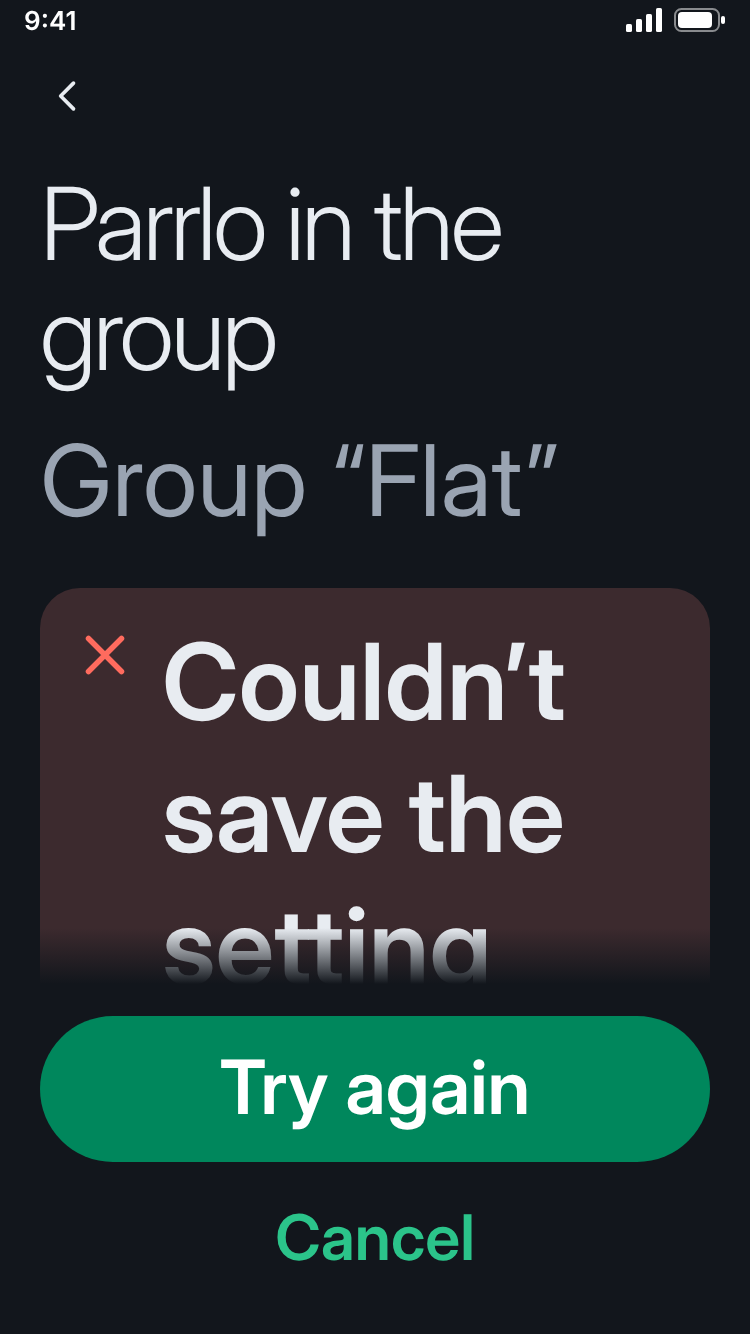 9:41
Parrlo in the
group
Group “Flat”
Couldn’t
save the
setting
Try again
Cancel